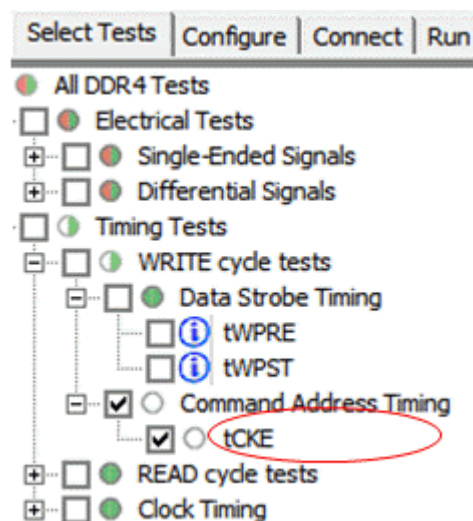 Select Tests Configure Connect Run
All DDR4 Tests
Electrical Tests
Single-Ended Signals
Differential Signals
Timing Tests
WRITE cycle tests
Data Strobe Timing
tWPRE
tWPST
Command Address Timing
tCKE
READ cycle tests
Clock Timing